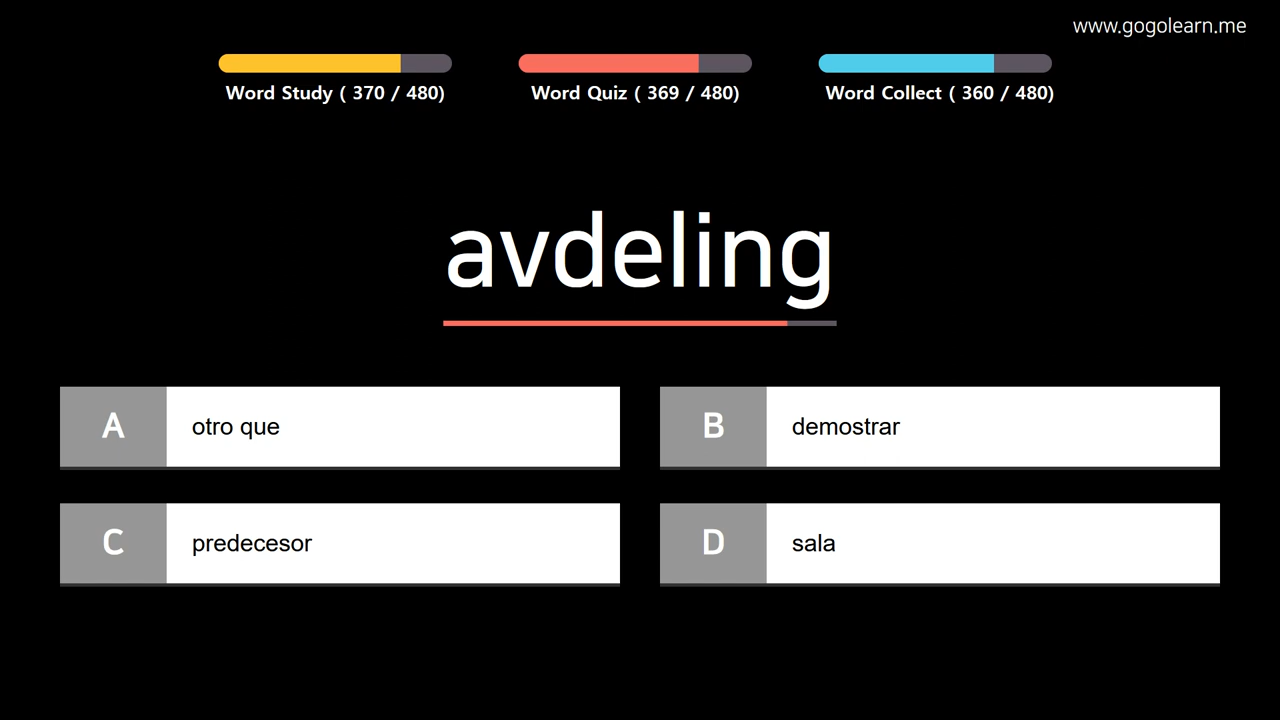 www.gogolearn.me
Word Study ( 370 / 480)
Word Quiz ( 369 / 480)
Word Collect ( 360 / 480)
avdeling
A otro que
B demostrar
C predecesor
D sala